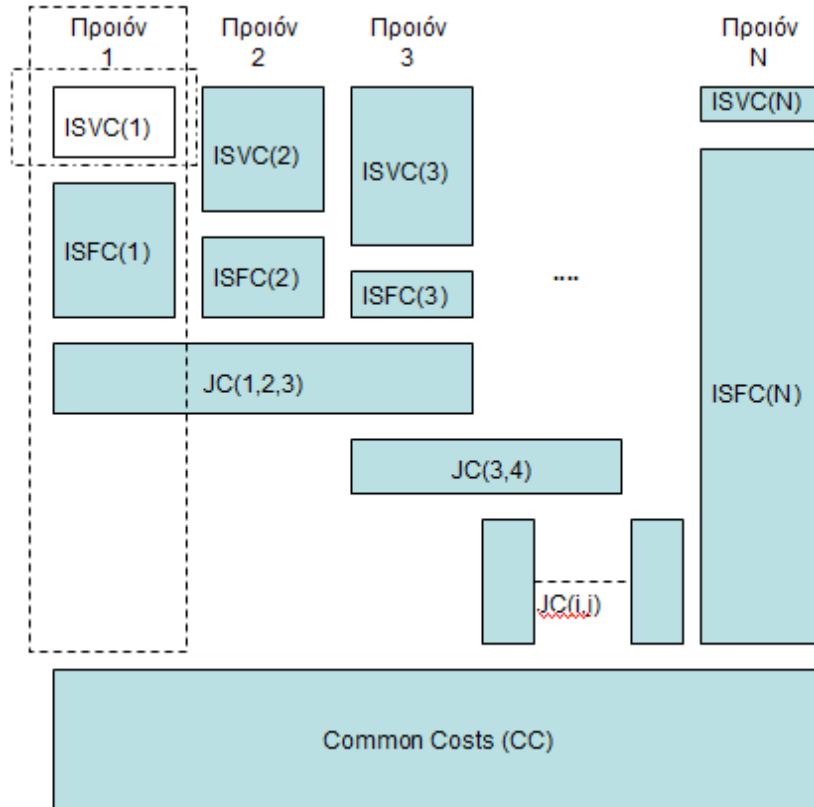 Προιόν
1
Προιόν
2
Προιόν
3
Προιόν
N
ISVC(1)
ISVC(2)
ISVC(3)
ISVC(N)
ISFC(1)
ISFC(2)
ISFC(3)
....
ISFC(N)
JC(1,2,3)
JC(3,4)
JC(i,j)
Common Costs (CC)